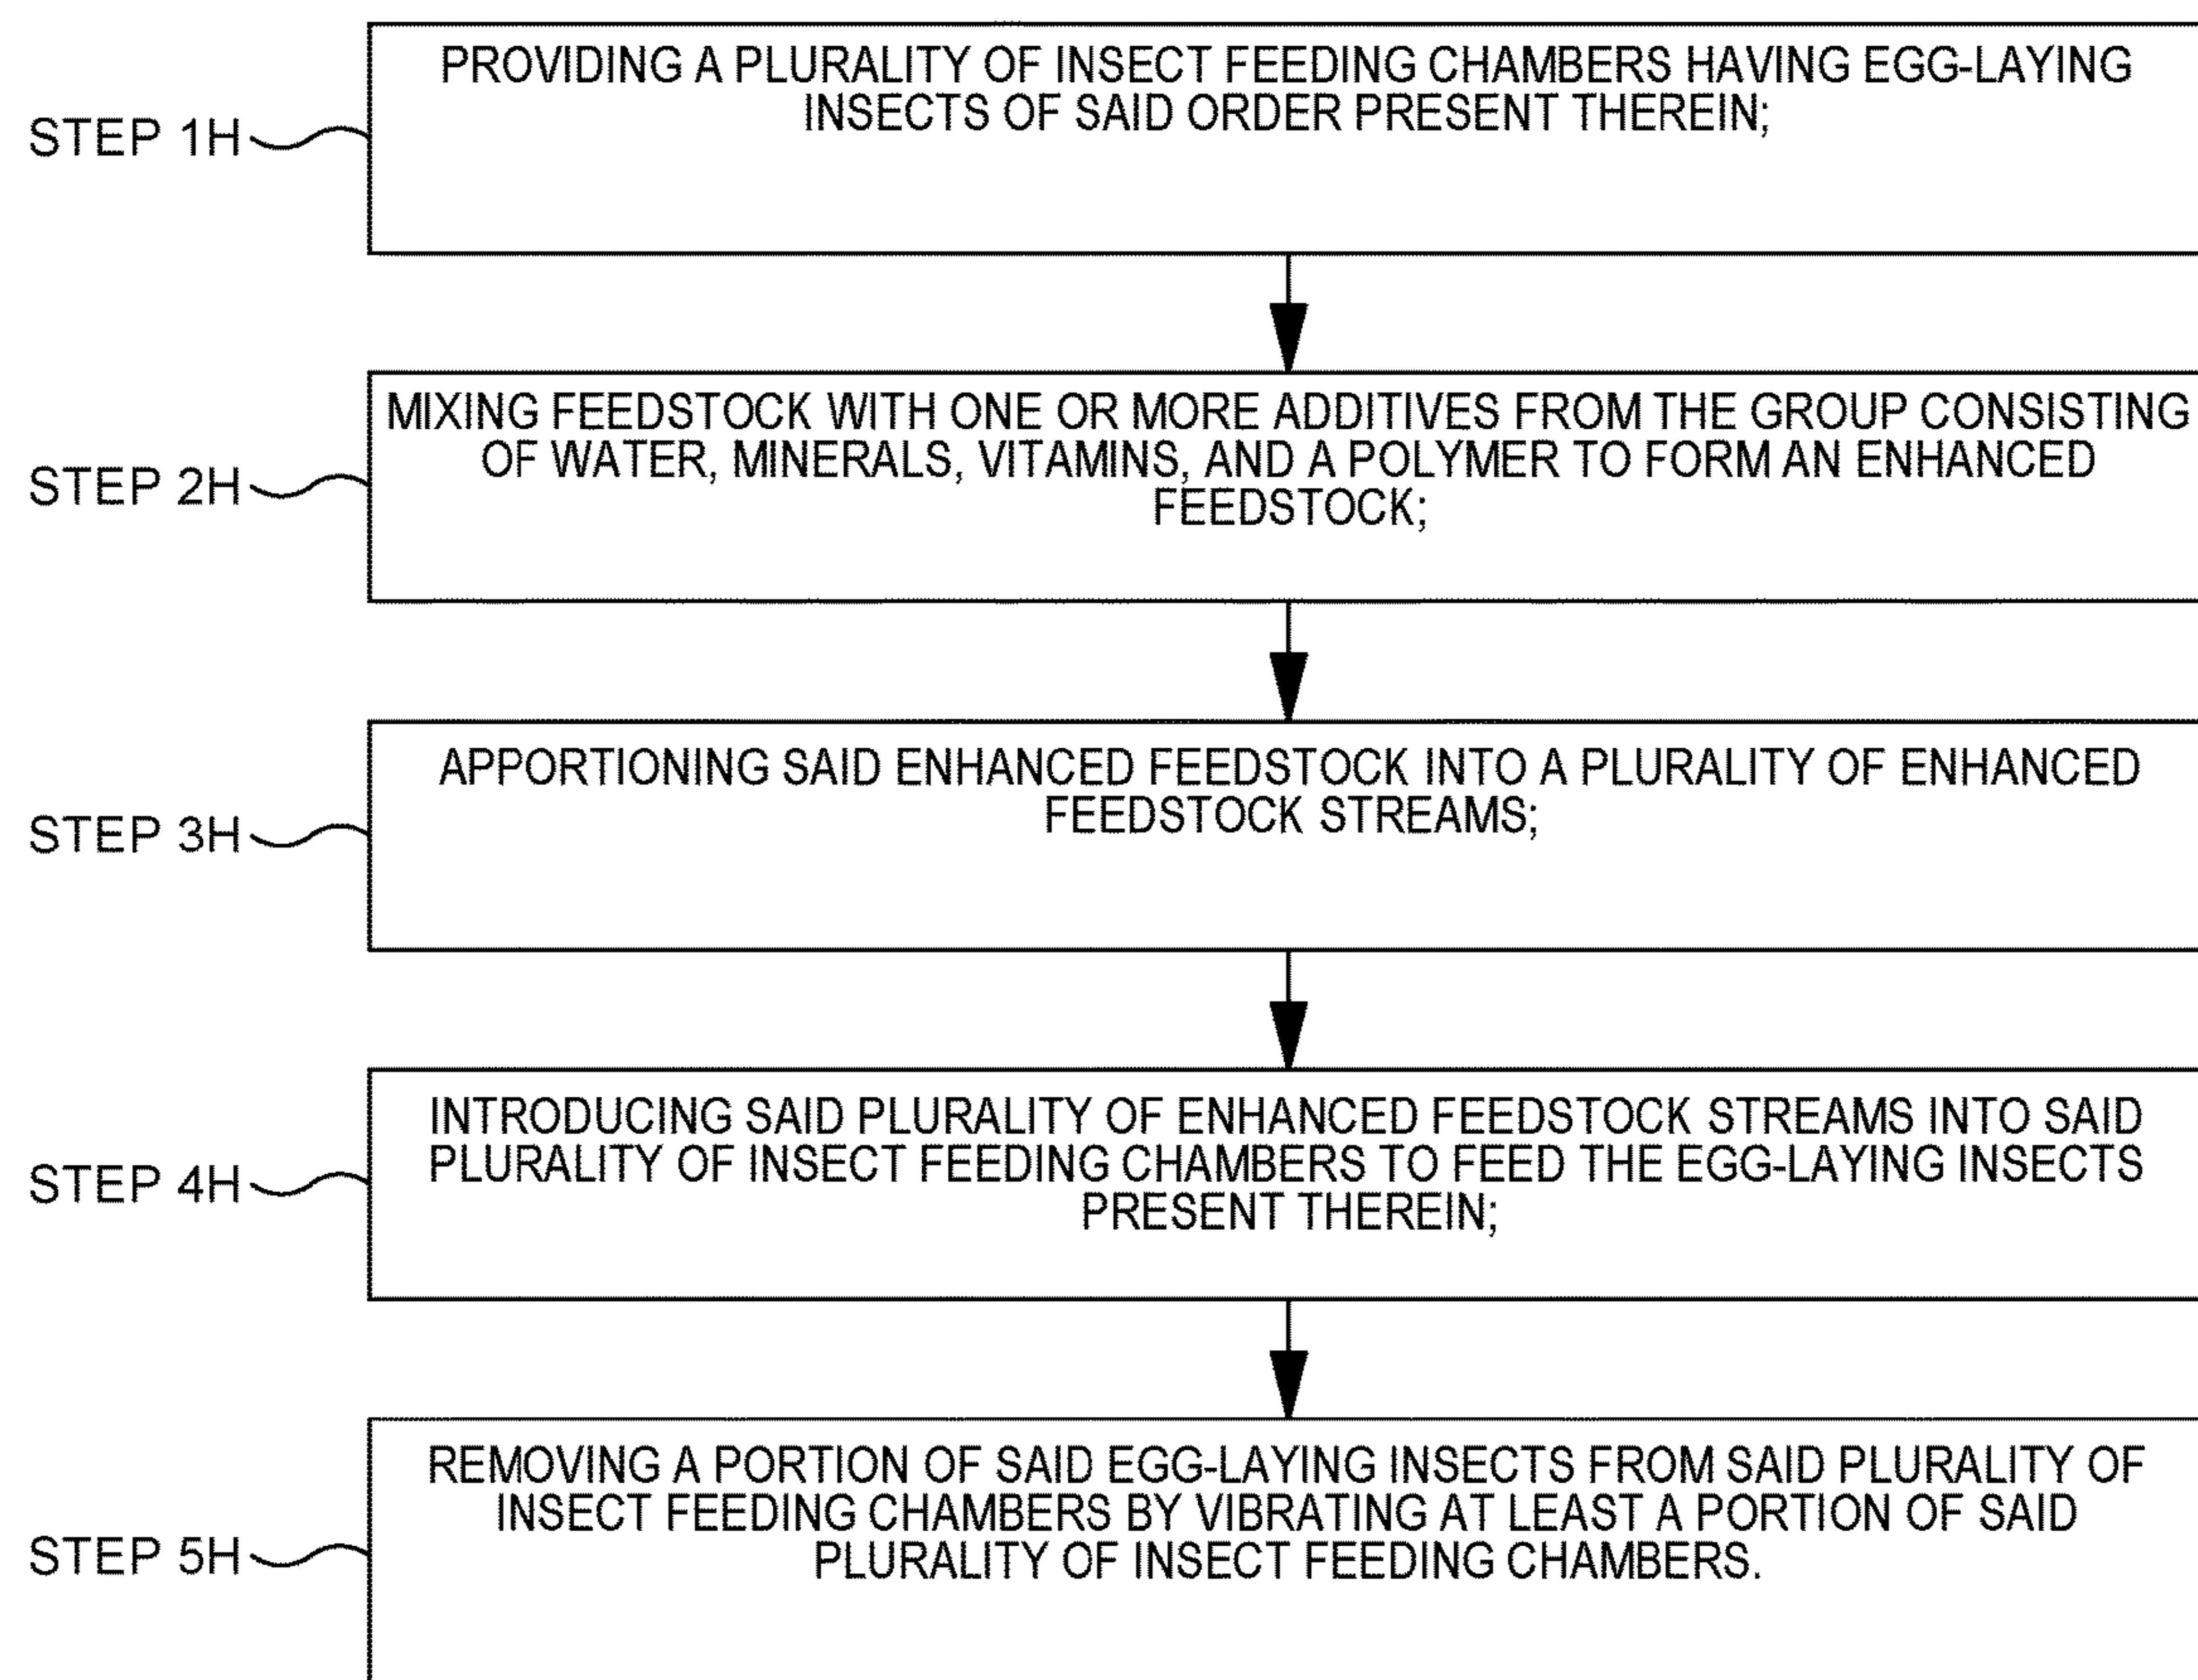 PROVIDING A PLURALITY OF INSECT FEEDING CHAMBERS HAVING EGG-LAYING
INSECTS OF SAID ORDER PRESENT THEREIN;
STEP 1H
MIXING FEEDSTOCK WITH ONE OR MORE ADDITIVES FROM THE GROUP CONSISTING
OF WATER, MINERALS, VITAMINS, AND A POLYMER TO FORM AN ENHANCED
FEEDSTOCK;
STEP 2H
APPORTIONING SAID ENHANCED FEEDSTOCK INTO A PLURALITY OF ENHANCED
FEEDSTOCK STREAMS;
STEP 3H
INTRODUCING SAID PLURALITY OF ENHANCED FEEDSTOCK STREAMS INTO SAID
PLURALITY OF INSECT FEEDING CHAMBERS TO FEED THE EGG-LAYING INSECTS
PRESENT THEREIN;
STEP 4H
REMOVING A PORTION OF SAID EGG-LAYING INSECTS FROM SAID PLURALITY OF
INSECT FEEDING CHAMBERS BY VIBRATING AT LEAST A PORTION OF SAID
PLURALITY OF INSECT FEEDING CHAMBERS.
STEP 5H